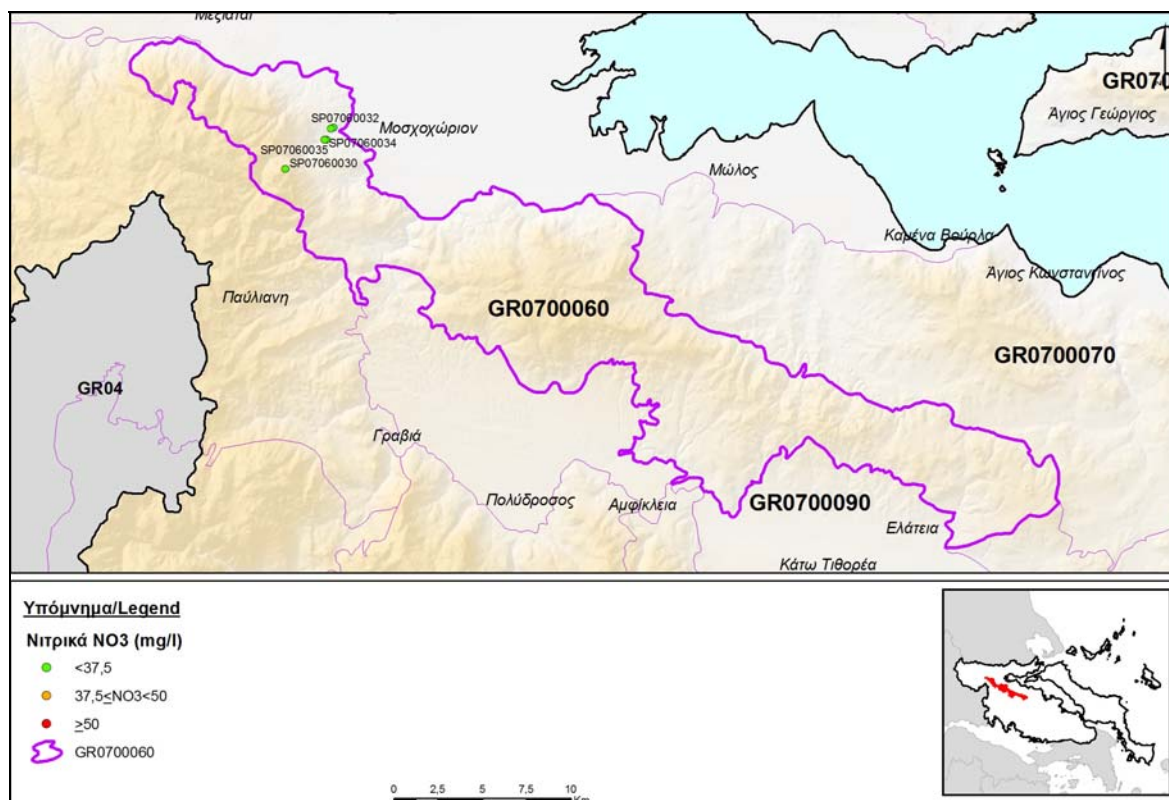 Μεξιάται
GR070
Άγιος Γεώργιος
SP07060032
Μοσχοχώριον
SP07060034
SP07060035
SP07060030
Μώλος
Καμένα Βούρλα
Άγιος Κωνσταντίνος
Παύλιανη
GR0700060
GR0700070
GR04
Γραβιά
Πολύδροσος
Αμφίκλεια
GR0700090
Ελάτεια
Κάτω Τιθορέα
Υπόμνημα/Legend
Νιτρικά NO3 (mg/l)
<37,5
37,5≤NO3<50
≥50
GR0700060
0 2,5 5 7,5 10
Km